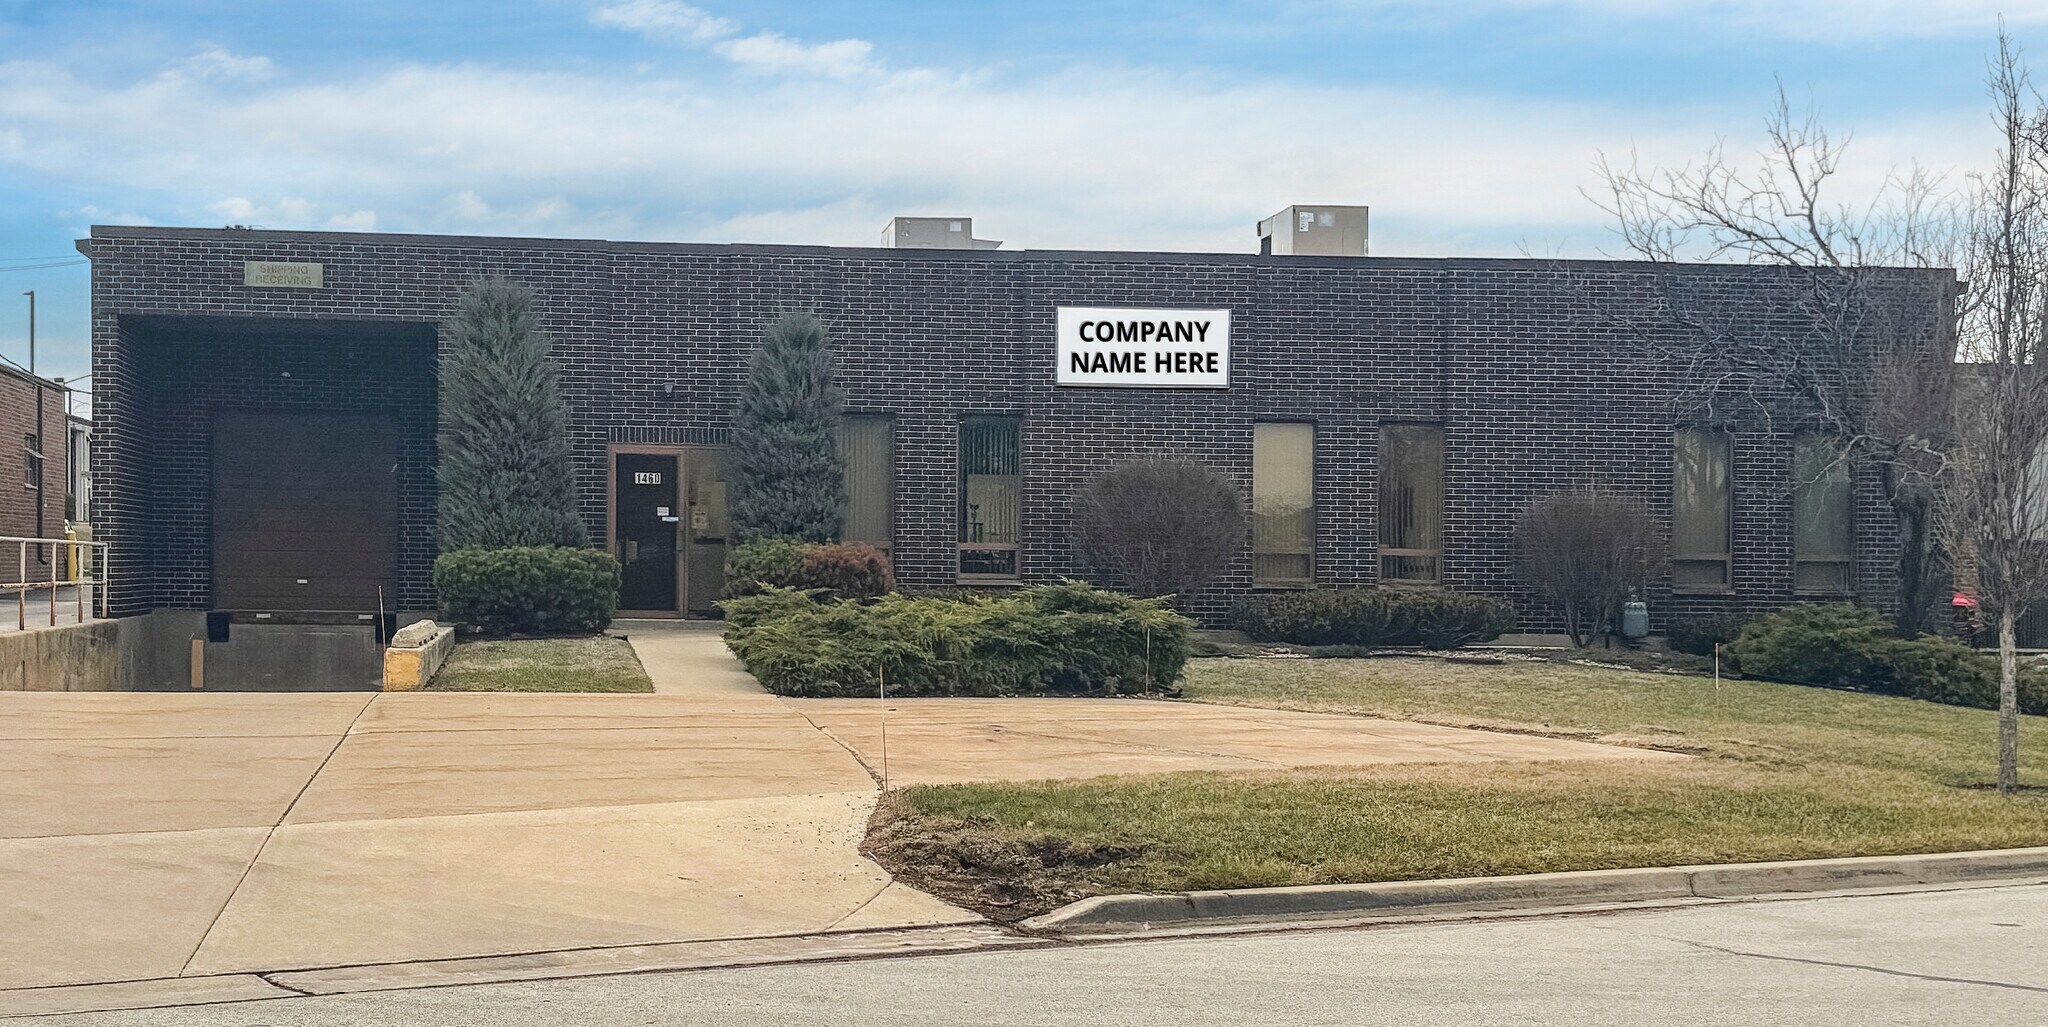 SHIPPING
RECEIVING
COMPANY
NAME HERE
1460